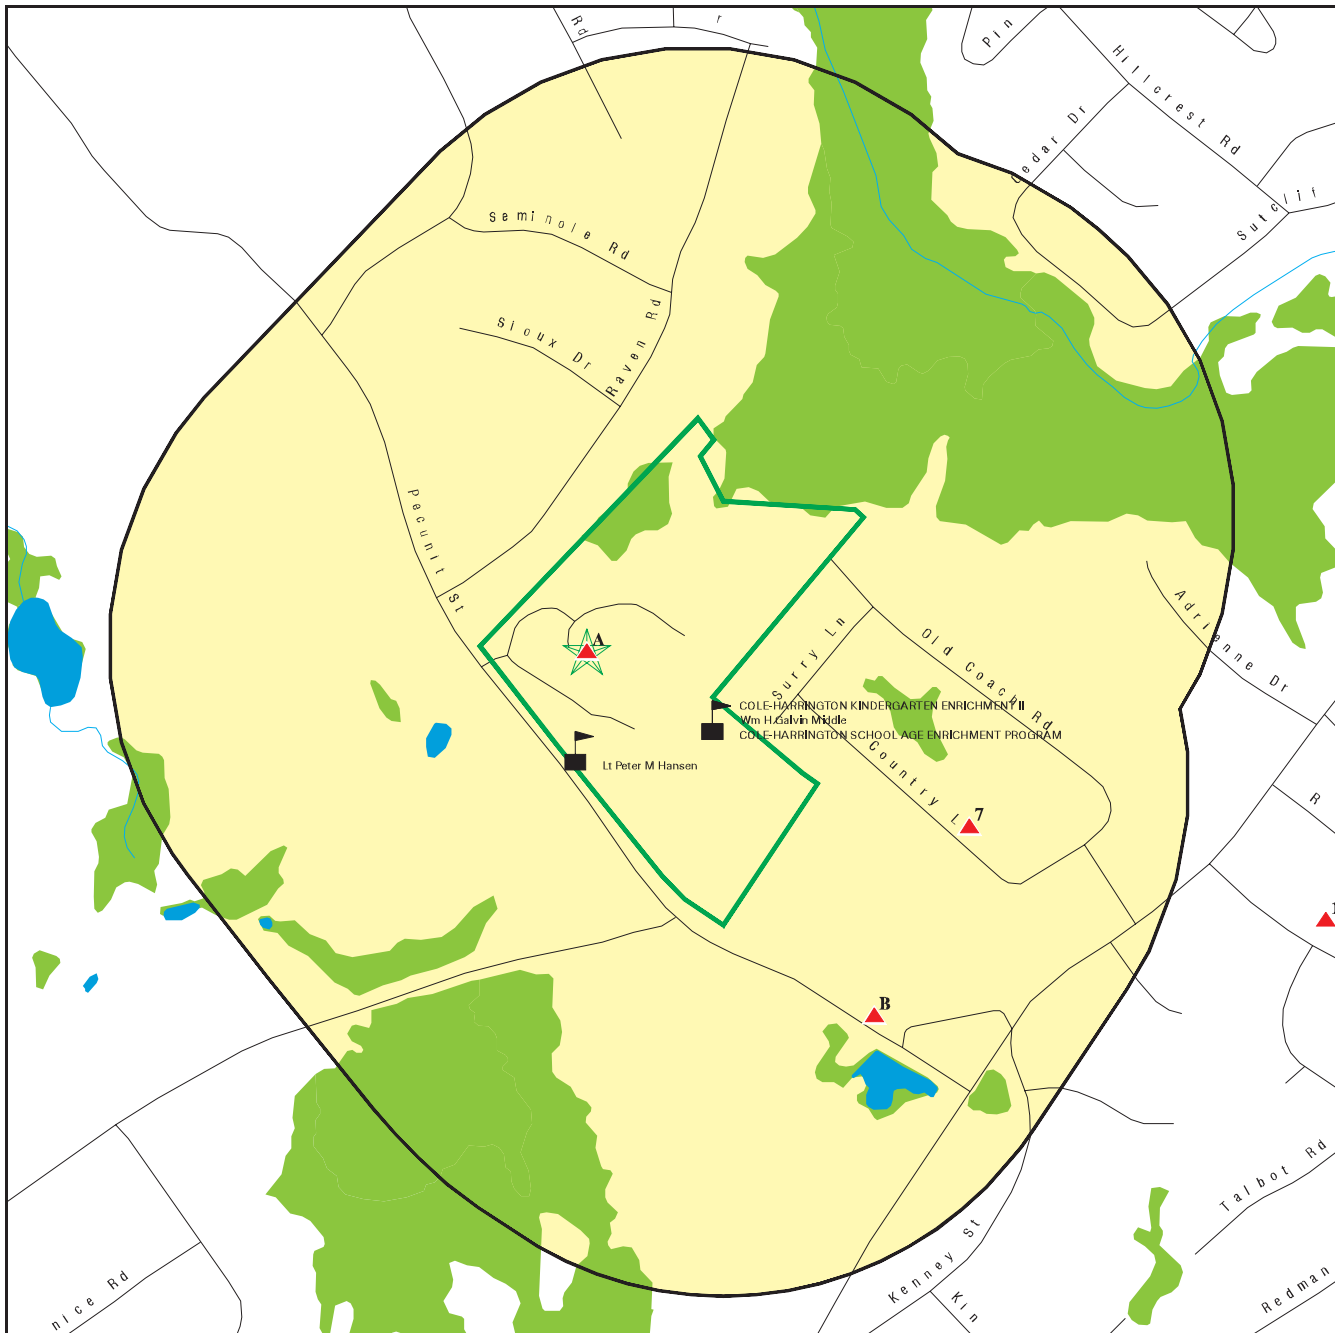 Rd
r
Pin
Hillcrest Rd
Cedar Dr
Sutclif
Seminole Rd
Sioux Dr
Raven Rd
Pecunit St
Adrienne Dr
A
Surry Ln
Old Coach Rd
COLE-HARRINGTON KINDERGARTEN ENRICHMENT II
Wm H.Galvin Middle
COLE-HARRINGTON SCHOOL AGE ENRICHMENT PROGRAM
Lt Peter M Hansen
Country L
7
R
1
B
Talbot Rd
Kenney St
Kin
Redman
nice Rd